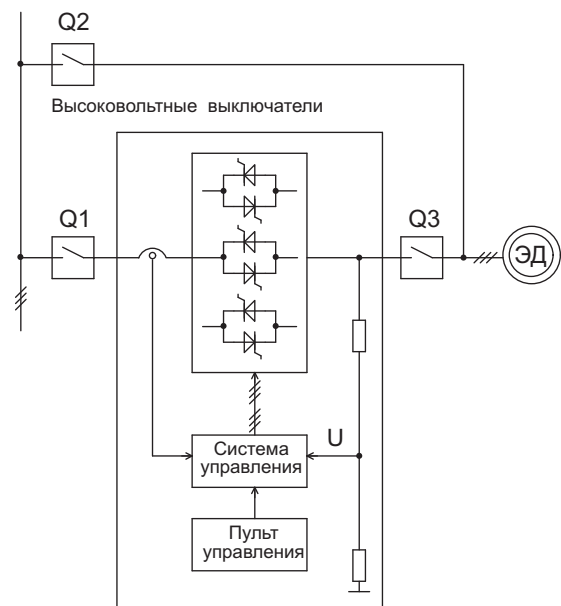 Q2
Высоковольтные выключатели
Q1
Q3
ЭД
U
Система
управления
Пульт
управления